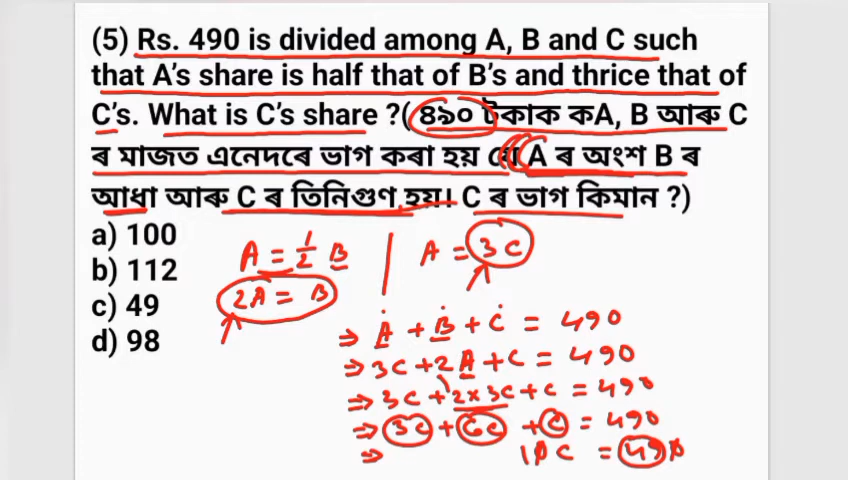 (5) Rs. 490 is divided among A, B and C such
that A's share is half that of B's and thrice that of
C's. What is C's share ?( ৪৯০ টকাক কA, B আৰু C
ৰ মাজত এনেদৰে ভাগ কৰা হয় যে A ৰ অংশ B ৰ
আধা আৰু C ৰ তিনিগুণ হয়। C ৰ ভাগ কিমান ?)
a) 100
b) 112
c) 49
d) 98
A = 1/2 B | A = 3C
2A = B
⇒ A + B + C = 490
⇒ 3C + 2A + C = 490
⇒ 3C + 2 × 3C + C = 490
⇒ 3C + 6C + C = 490
⇒ 10C = 490